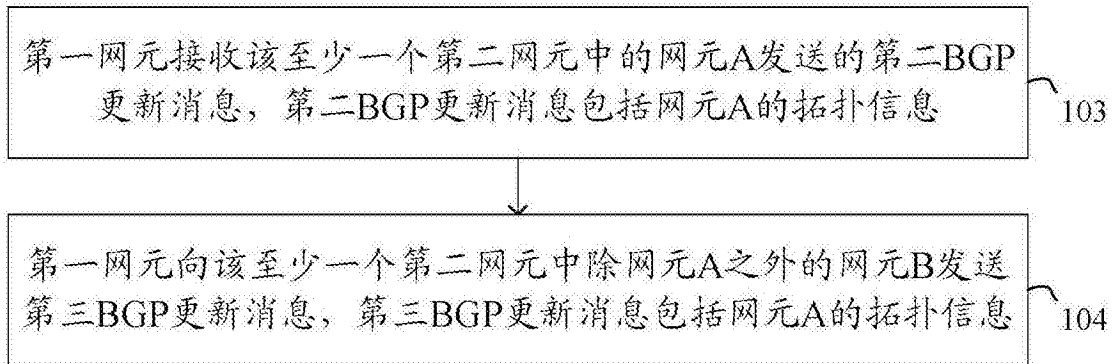 第一网元接收该至少一个第二网元中的网元A发送的第二BGP
更新消息，第二BGP更新消息包括网元A的拓扑信息
103
第一网元向该至少一个第二网元中除网元A之外的网元B发送
第三BGP更新消息，第三BGP更新消息包括网元A的拓扑信息
104